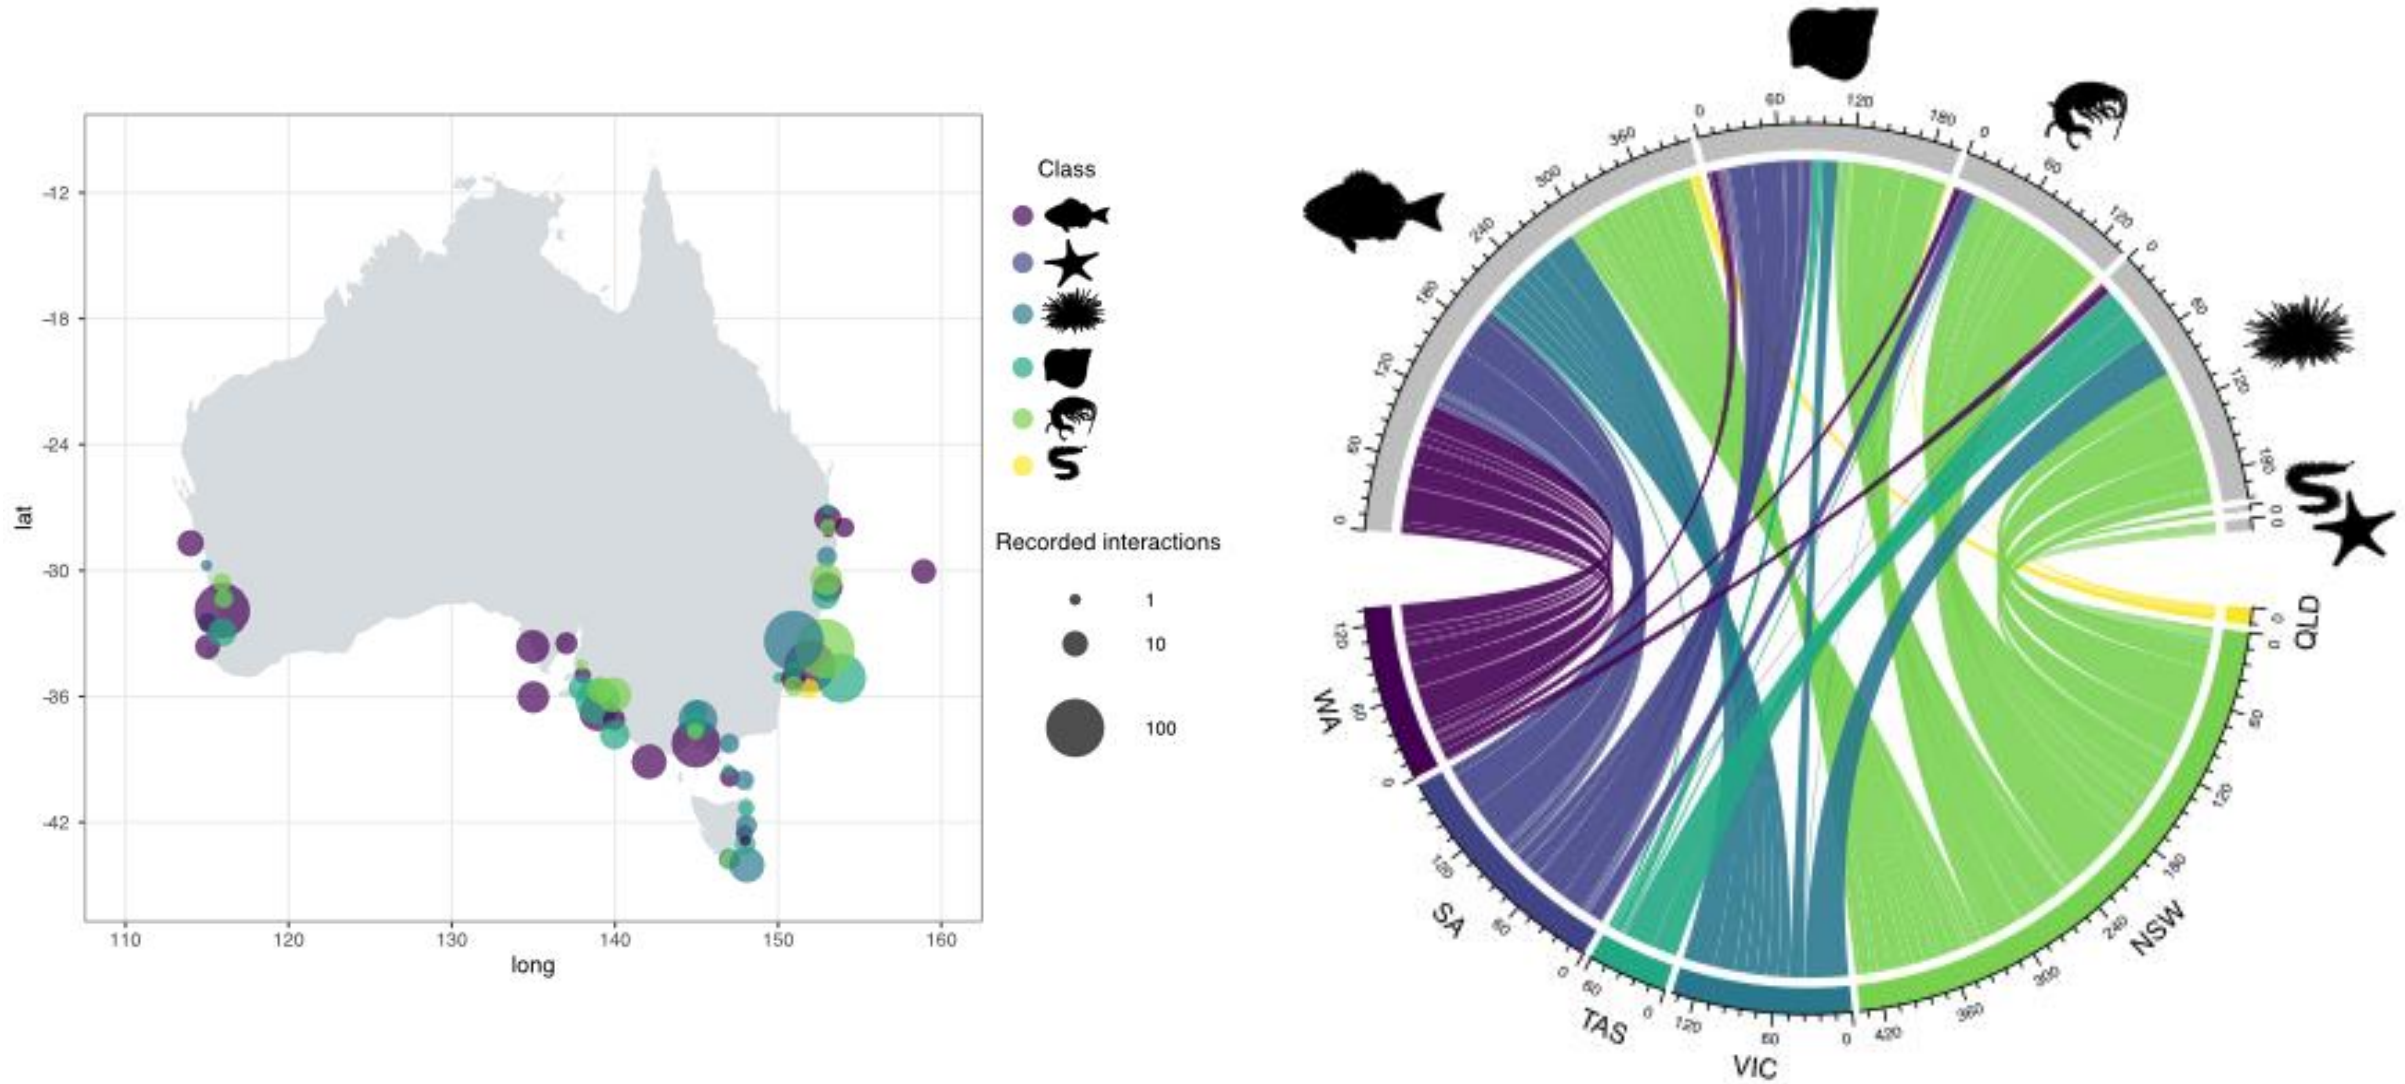 -12
-18
-24
-30
-36
-42
lat
110 120 130 140 150 160
long
Class
Recorded interactions
1
10
100
0 60 120 180 240 300 360
0 60 120 180
0 60 120
0 60 120 180
0 0
QLD
0
0 60 120 180 240 300 360 420
NSW
0 60 120
VIC
0 60
TAS
0 60 120
SA
0 60 120
WA